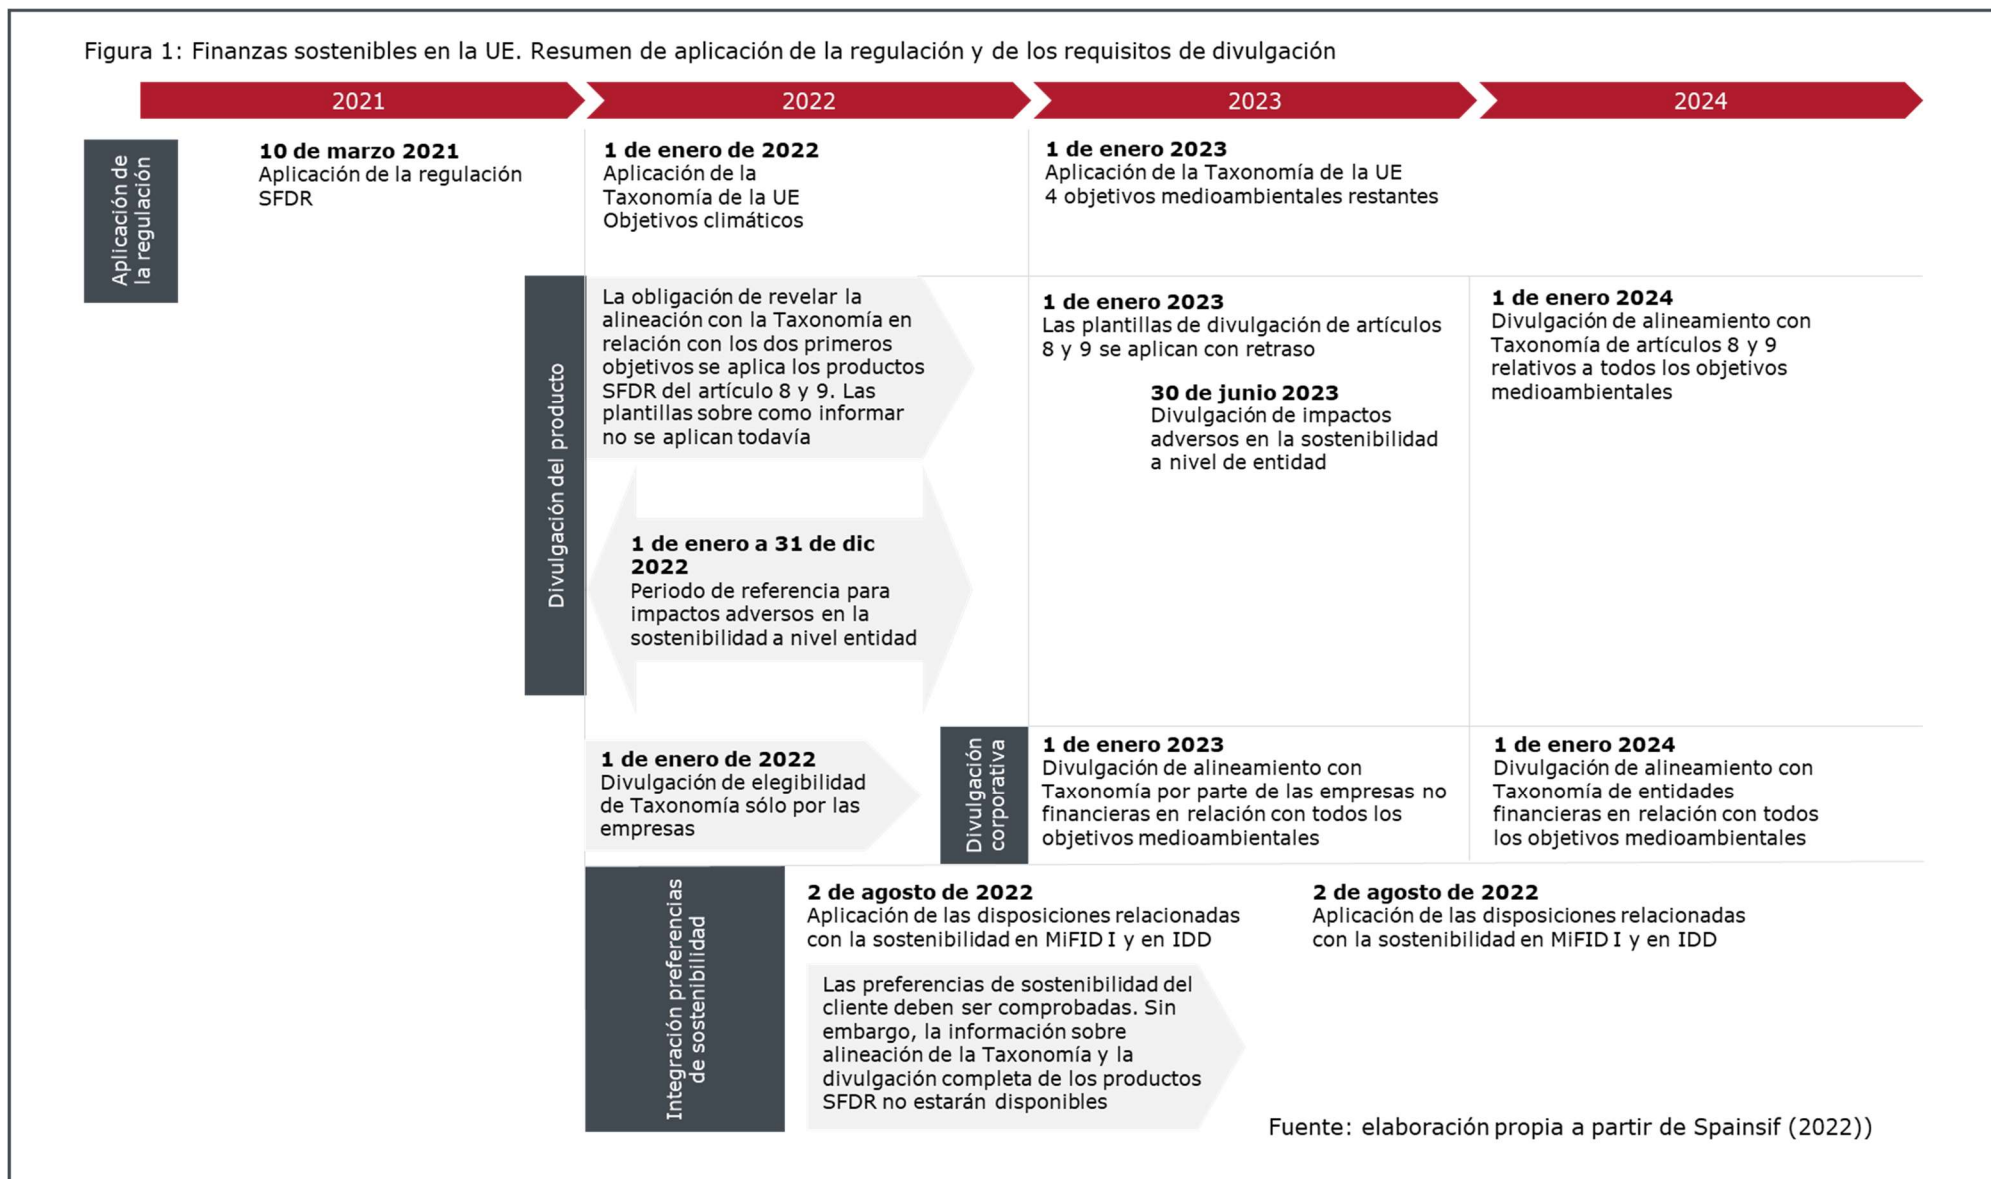 Figura 1: Finanzas sostenibles en la UE. Resumen de aplicación de la regulación y de los requisitos de divulgación
2021
2022
2023
2024
Aplicación de
la regulación
10 de marzo 2021
Aplicación de la regulación
SFDR
1 de enero de 2022
Aplicación de la
Taxonomía de la UE
Objetivos climáticos
1 de enero 2023
Aplicación de la Taxonomía de la UE
4 objetivos medioambientales restantes
Divulgación del producto
La obligación de revelar la
alineación con la Taxonomía en
relación con los dos primeros
objetivos se aplica los productos
SFDR del artículo 8 y 9. Las
plantillas sobre como informar
no se aplican todavía
1 de enero 2023
Las plantillas de divulgación de artículos
8 y 9 se aplican con retraso
30 de junio 2023
Divulgación de impactos
adversos en la sostenibilidad
a nivel de entidad
1 de enero 2024
Divulgación de alineamiento con
Taxonomía de artículos 8 y 9
relativos a todos los objetivos
medioambientales
1 de enero a 31 de dic
2022
Periodo de referencia para
impactos adversos en la
sostenibilidad a nivel entidad
1 de enero de 2022
Divulgación de elegibilidad
de Taxonomía sólo por las
empresas
Divulgación
corporativa
1 de enero 2023
Divulgación de alineamiento con
Taxonomía por parte de las empresas no
financieras en relación con todos los
objetivos medioambientales
1 de enero 2024
Divulgación de alineamiento con
Taxonomía de entidades
financieras en relación con todos
los objetivos medioambientales
Integración preferencias
de sostenibilidad
2 de agosto de 2022
Aplicación de las disposiciones relacionadas
con la sostenibilidad en MiFID I y en IDD
2 de agosto de 2022
Aplicación de las disposiciones relacionadas
con la sostenibilidad en MiFID I y en IDD
Las preferencias de sostenibilidad del
cliente deben ser comprobadas. Sin
embargo, la información sobre
alineación de la Taxonomía y la
divulgación completa de los productos
SFDR no estarán disponibles
Fuente: elaboración propia a partir de Spainsif (2022))